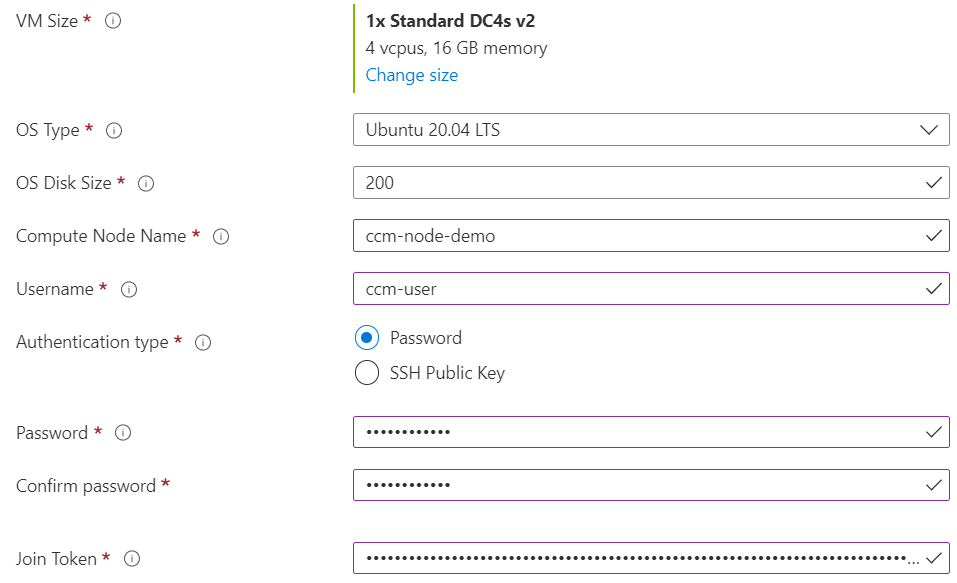 VM Size *
1x Standard DC4s v2
4 vcpus, 16 GB memory
Change size
OS Type *
Ubuntu 20.04 LTS
OS Disk Size *
200
Compute Node Name *
ccm-node-demo
Username *
ccm-user
Authentication type *
Password
SSH Public Key
Password *
••••••••••••
Confirm password *
••••••••••••
Join Token *